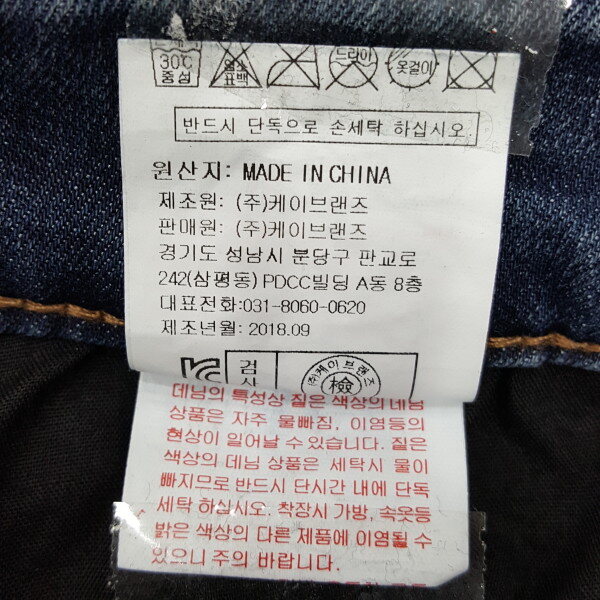 30℃
중성
염소
표백
드라이
옷걸이
반드시 단독으로 손세탁 하십시오.
원산지: MADE IN CHINA
제조원: (주)케이브랜즈
판매원: (주)케이브랜즈
경기도 성남시 분당구 판교로
242(삼평동) PDCC빌딩 A동 8층
대표전화:031-8060-0620
제조년월: 2018.09
검
사
(주)케이브랜즈
檢
데님의 특성상 짙은 색상의 데님
상품은 자주 물빠짐, 이염등의
현상이 일어날 수 있습니다. 짙은
색상의 데님 상품은 세탁시 물이
빠지므로 반드시 단시간 내에 단독
세탁 하십시오. 착장시 가방, 속옷등
밝은 색상의 다른 제품에 이염될 수
있으니 주의 바랍니다.